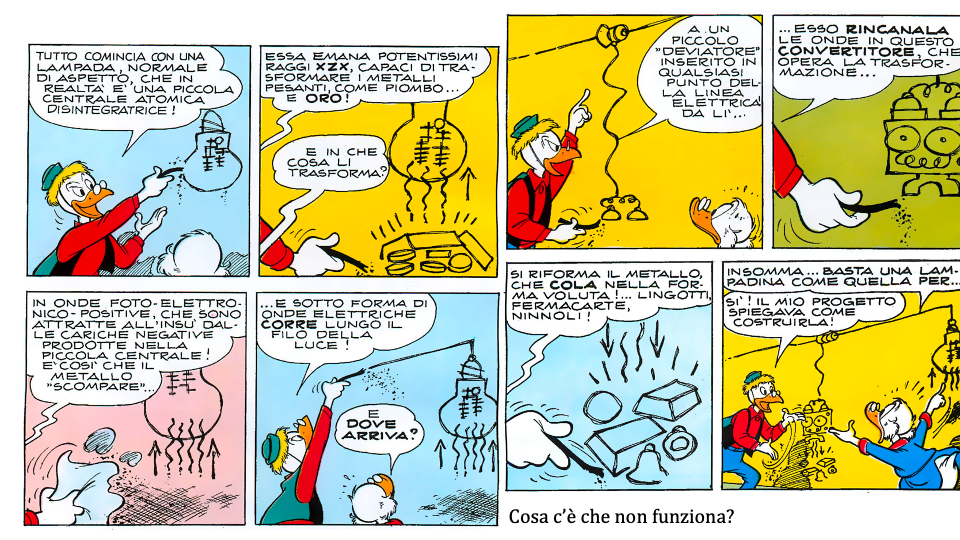 TUTTO COMINCIA CON UNA
LAMPADA, NORMALE
DI ASPETTO, CHE IN
REALTÀ E' UNA PICCOLA
CENTRALE ATOMICA
DISINTEGRATRICE!
ESSA EMANA POTENTISSIMI
RAGGI XZX, CAPACI DI TRA-
SFORMARE I METALLI
PESANTI, COME PIOMBO...
E ORO!
E IN CHE
COSA LI
TRASFORMA?
IN ONDE FOTO-ELETTRO-
NICO-POSITIVE, CHE SONO
ATTRATTE ALL'INSÙ DAL-
LE CARICHE NEGATIVE
PRODOTTE NELLA
PICCOLA CENTRALE!
E' COSI' CHE IL
METALLO
"SCOMPARE"...
...E SOTTO FORMA DI
ONDE ELETTRICHE
CORRE LUNGO IL
FILO DELLA
LUCE!
E
DOVE
ARRIVA?
A UN
PICCOLO
"DEVIATORE"
INSERITO IN
QUALSIASI
PUNTO DEL-
LA LINEA
ELETTRICA!
DA LI'...
...ESSO RINCANALA
LE ONDE IN QUESTO
CONVERTITORE, CHE
OPERA LA TRASFOR-
MAZIONE...
SI RIFORMA IL METALLO,
CHE COLA NELLA FOR-
MA VOLUTA!... LINGOTTI,
FERMACARTE,
NINNOLI!
INSOMMA... BASTA UNA LAM-
PADINA COME QUELLA PER...
SI'! IL MIO PROGETTO
SPIEGAVA COME
COSTRUIRLA!
Cosa c'è che non funziona?